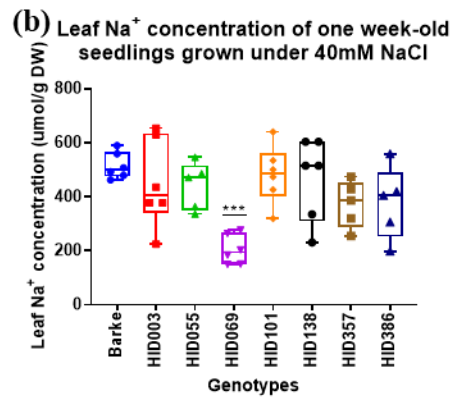 (b) Leaf Na⁺ concentration of one week-old
seedlings grown under 40mM NaCl
Leaf Na⁺ concentration (umol/g DW)
800
600
400
200
0
***
Barke
HID003
HID055
HID069
HID101
HID138
HID357
HID386
Genotypes